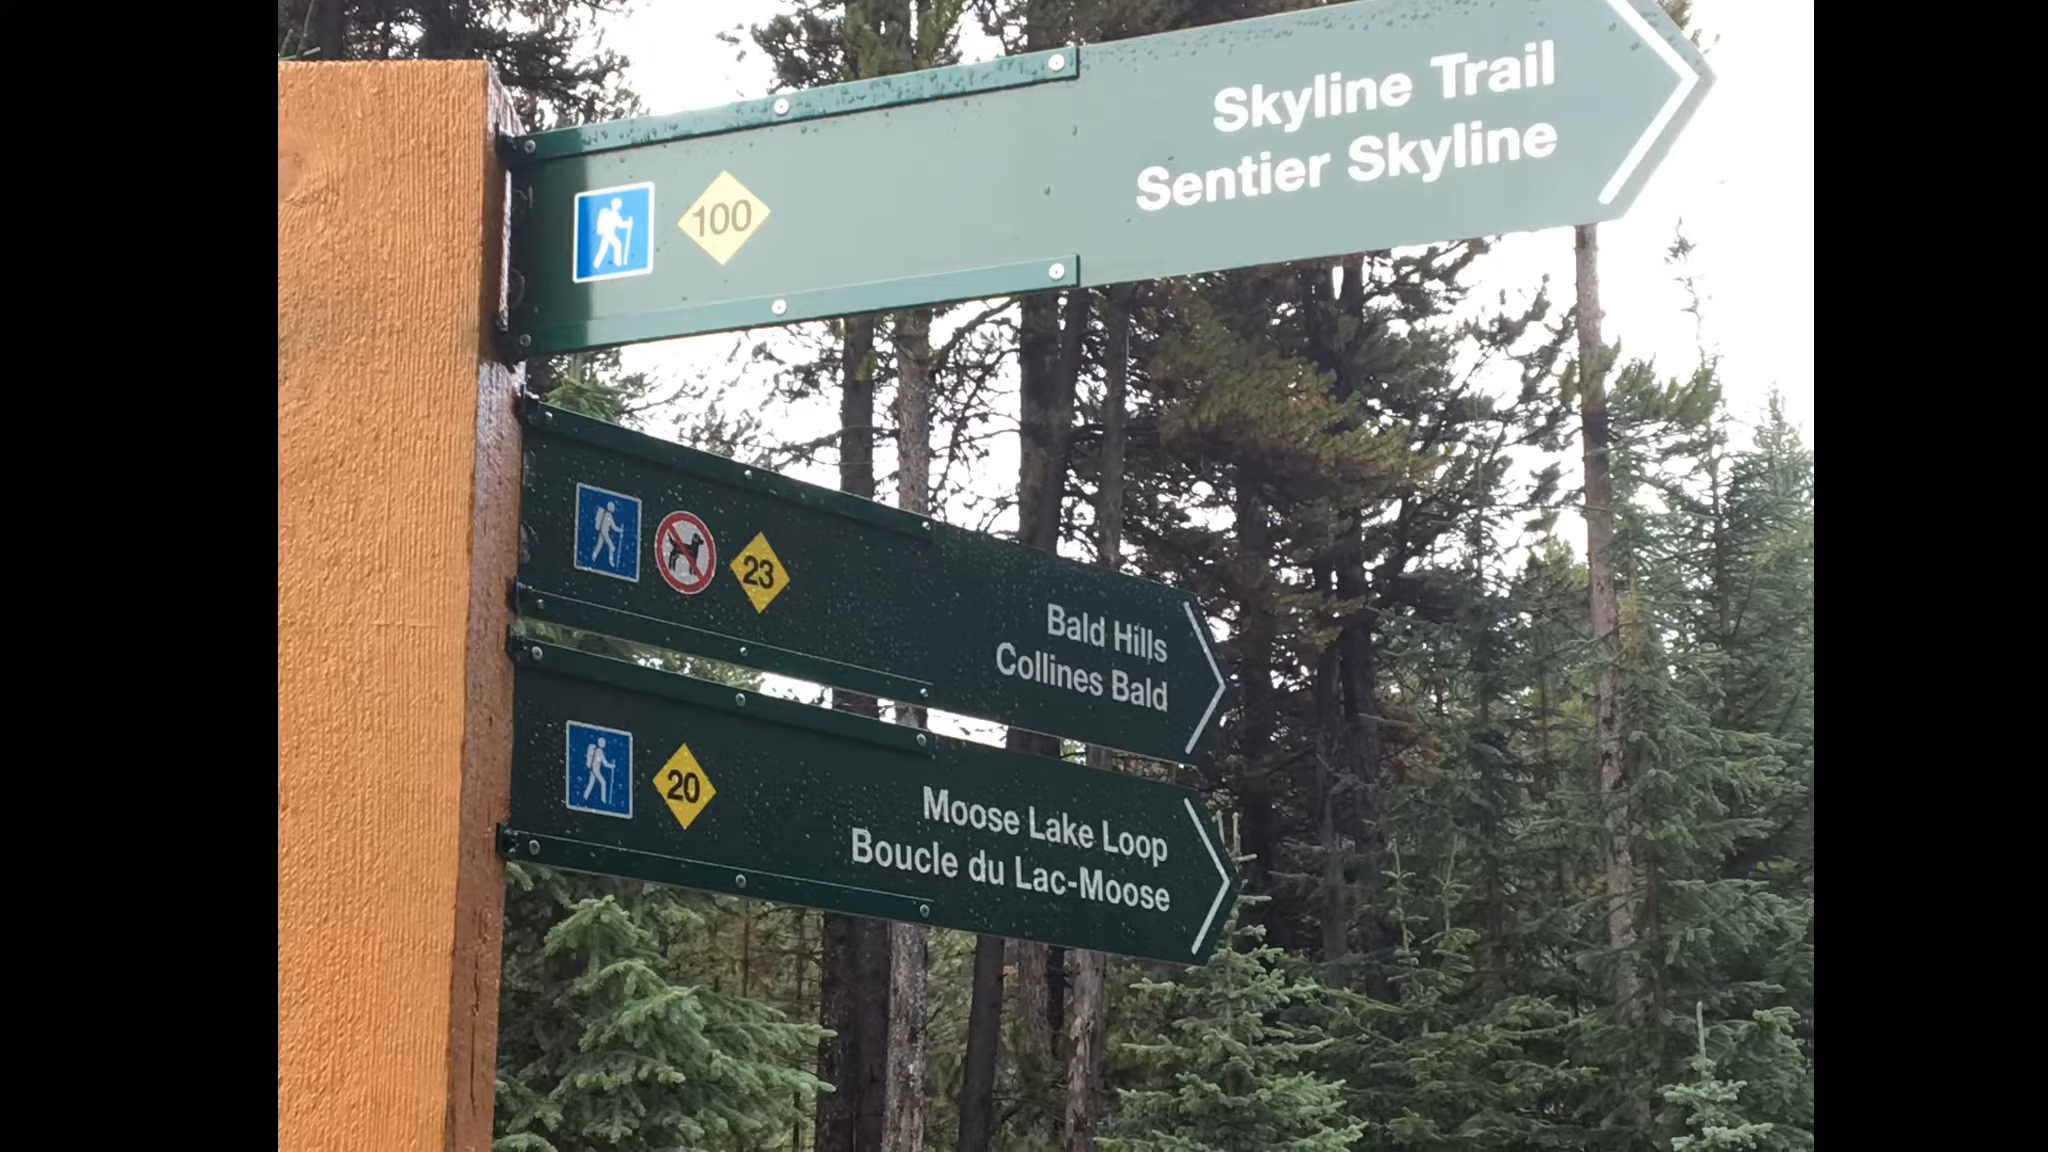 100
Skyline Trail
Sentier Skyline
23
Bald Hills
Collines Bald
20
Moose Lake Loop
Boucle du Lac-Moose